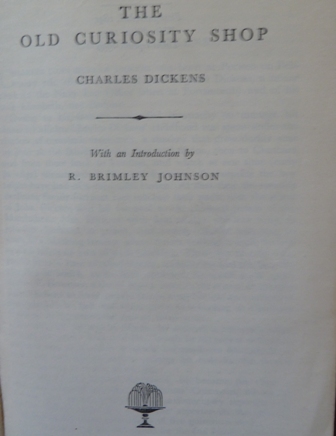 THE
OLD CURIOSITY SHOP
CHARLES DICKENS
With an Introduction by
R. BRIMLEY JOHNSON